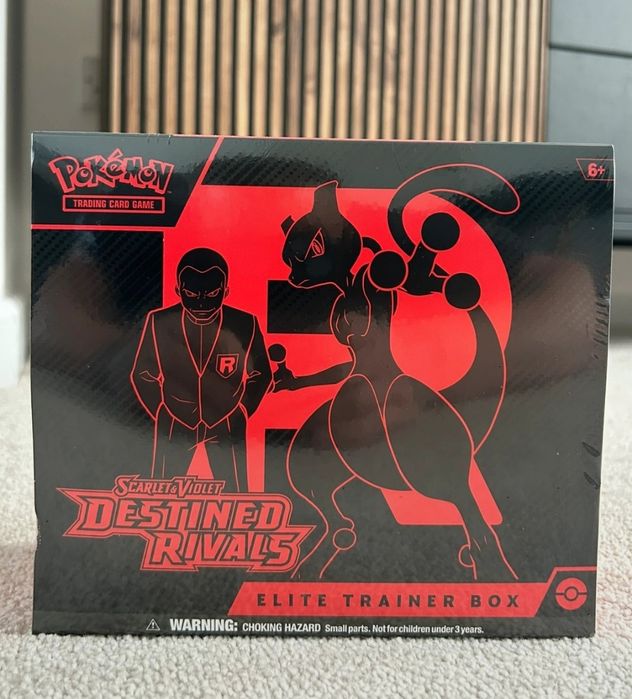 POKéMON
TRADING CARD GAME
6+
R
SCARLET & VIOLET
DESTINED
RIVALS
ELITE TRAINER BOX
WARNING: CHOKING HAZARD Small parts. Not for children under 3 years.